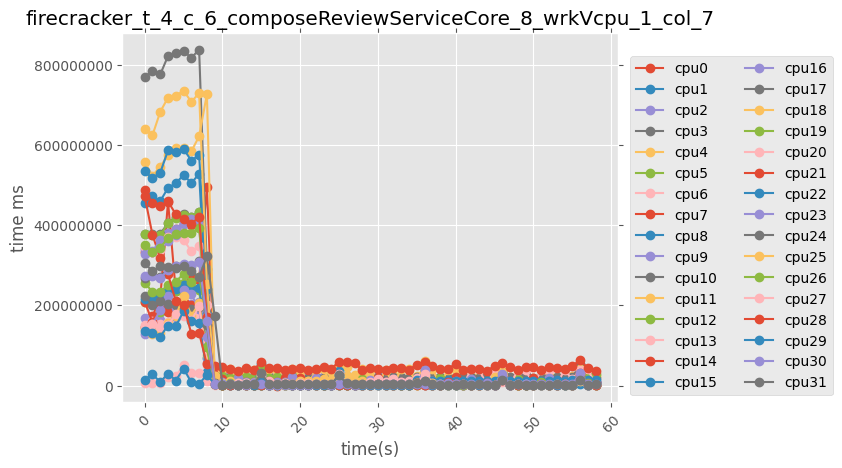 firecracker_t_4_c_6_composeReviewServiceCore_8_wrkVcpu_1_col_7
time ms
800000000
600000000
400000000
200000000
0
0
10
20
30
40
50
60
time(s)
cpu0
cpu1
cpu2
cpu3
cpu4
cpu5
cpu6
cpu7
cpu8
cpu9
cpu10
cpu11
cpu12
cpu13
cpu14
cpu15
cpu16
cpu17
cpu18
cpu19
cpu20
cpu21
cpu22
cpu23
cpu24
cpu25
cpu26
cpu27
cpu28
cpu29
cpu30
cpu31